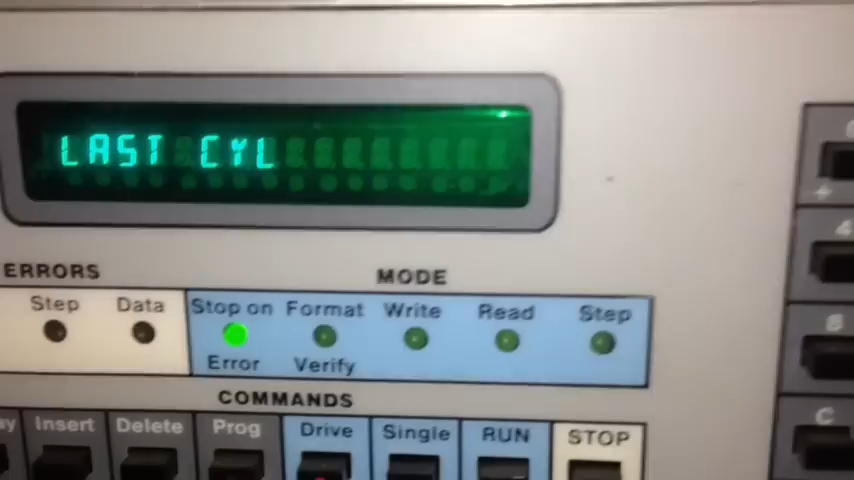 LAST CYL
ERRORS
MODE
Step Data Stop on Format Write Read Step
Error Verify
COMMANDS
Insert Delete Prog Drive Single RUN STOP
+
4
C